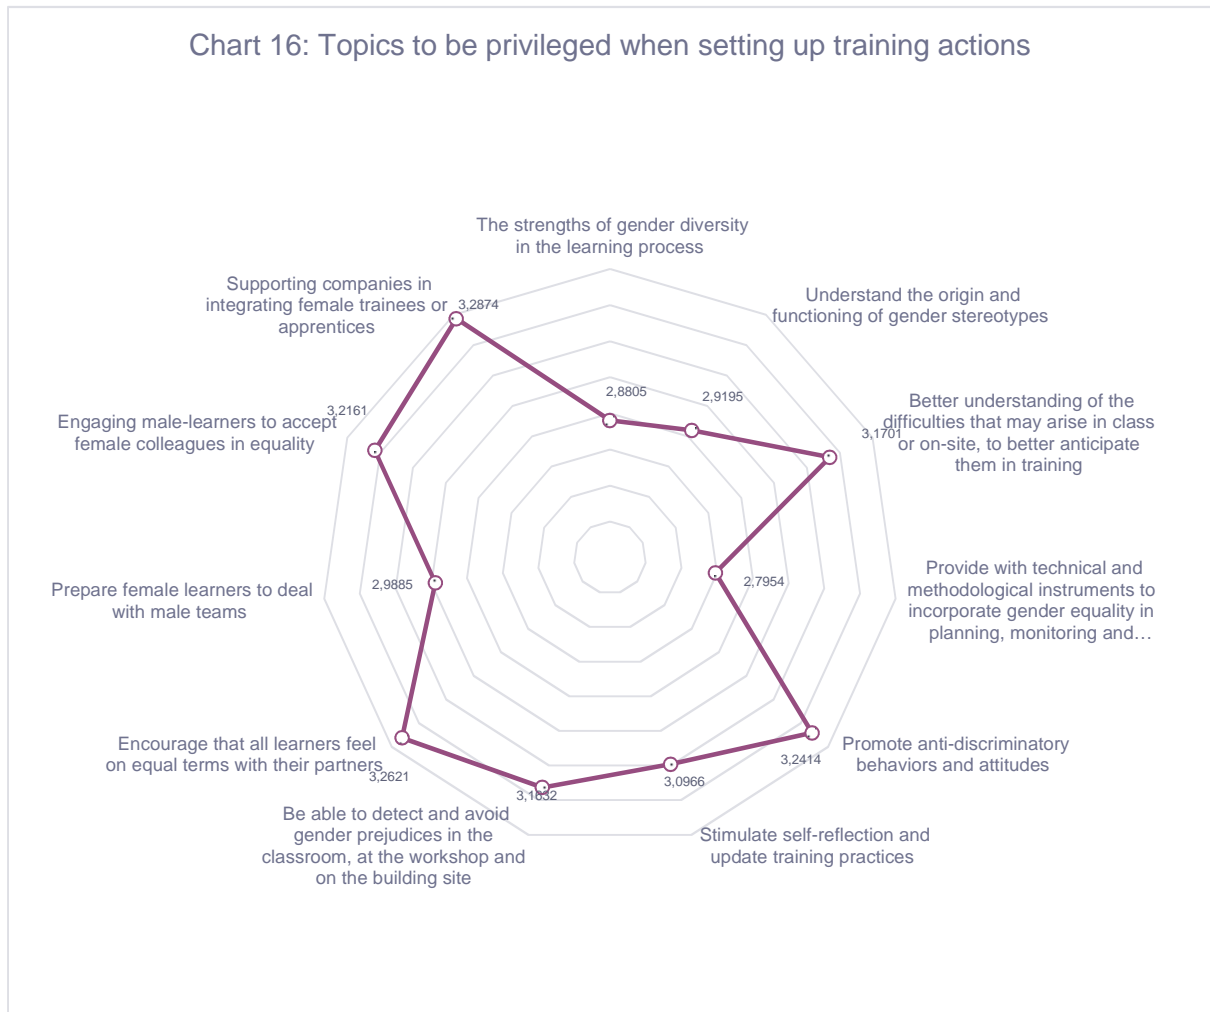 Chart 16: Topics to be privileged when setting up training actions
The strengths of gender diversity
in the learning process
Understand the origin and
functioning of gender stereotypes
Better understanding of the
difficulties that may arise in class
or on-site, to better anticipate
them in training
Provide with technical and
methodological instruments to
incorporate gender equality in
planning, monitoring and…
Promote anti-discriminatory
behaviors and attitudes
Stimulate self-reflection and
update training practices
Be able to detect and avoid
gender prejudices in the
classroom, at the workshop and
on the building site
Encourage that all learners feel
on equal terms with their partners
Prepare female learners to deal
with male teams
Engaging male-learners to accept
female colleagues in equality
Supporting companies in
integrating female trainees or
apprentices
2,8805
2,9195
3,1701
2,7954
3,2414
3,0966
3,2621
2,9885
3,2161
3,2874